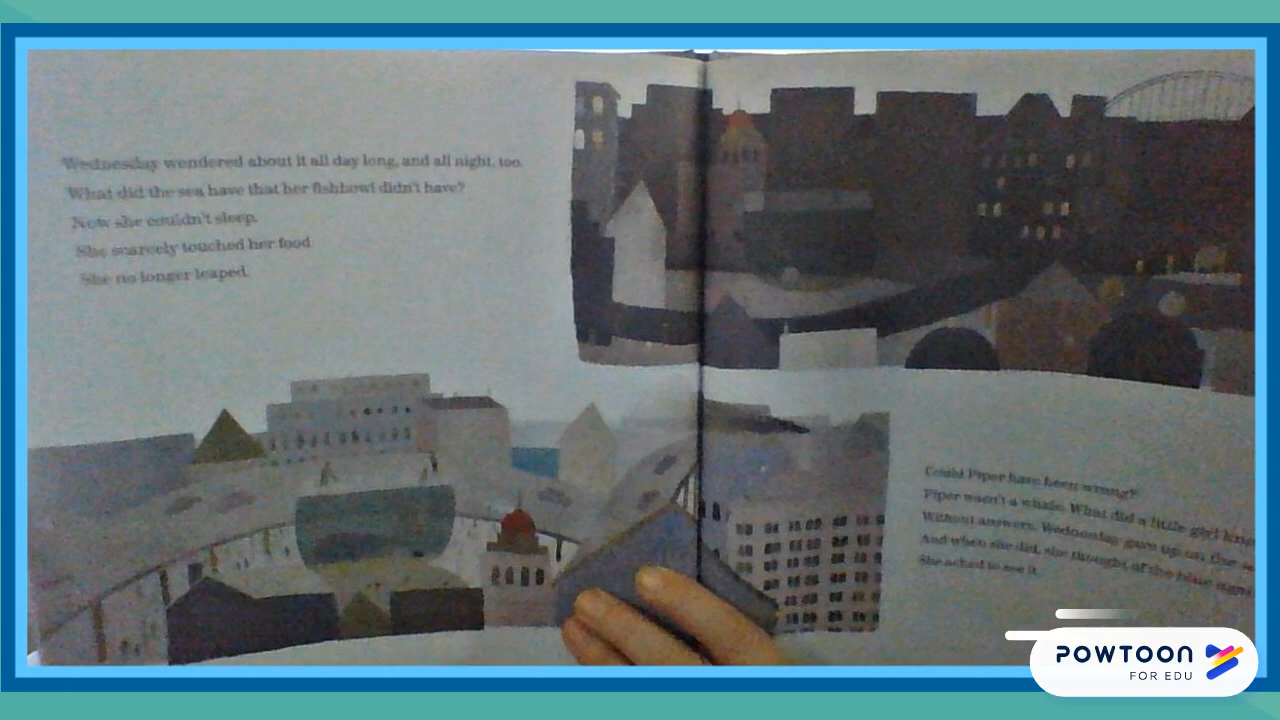 Wednesday wondered about it all day long, and all night, too.
What did the sea have that her fishbowl didn't have?
Now she couldn't sleep.
She scarcely touched her food.
She no longer leaped.
Could Piper have been wrong?
Piper wasn't a whale. What did a little girl
Without answers, Wednesday gave up on the
And when she did, she thought of the blue
She ached to see it.
POWTOON
FOR EDU